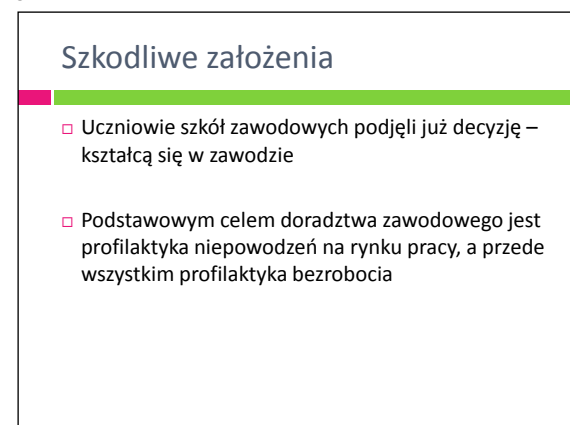 Szkodliwe założenia
Uczniowie szkół zawodowych podjęli już decyzję –
kształcą się w zawodzie
Podstawowym celem doradztwa zawodowego jest
profilaktyka niepowodzeń na rynku pracy, a przede
wszystkim profilaktyka bezrobocia